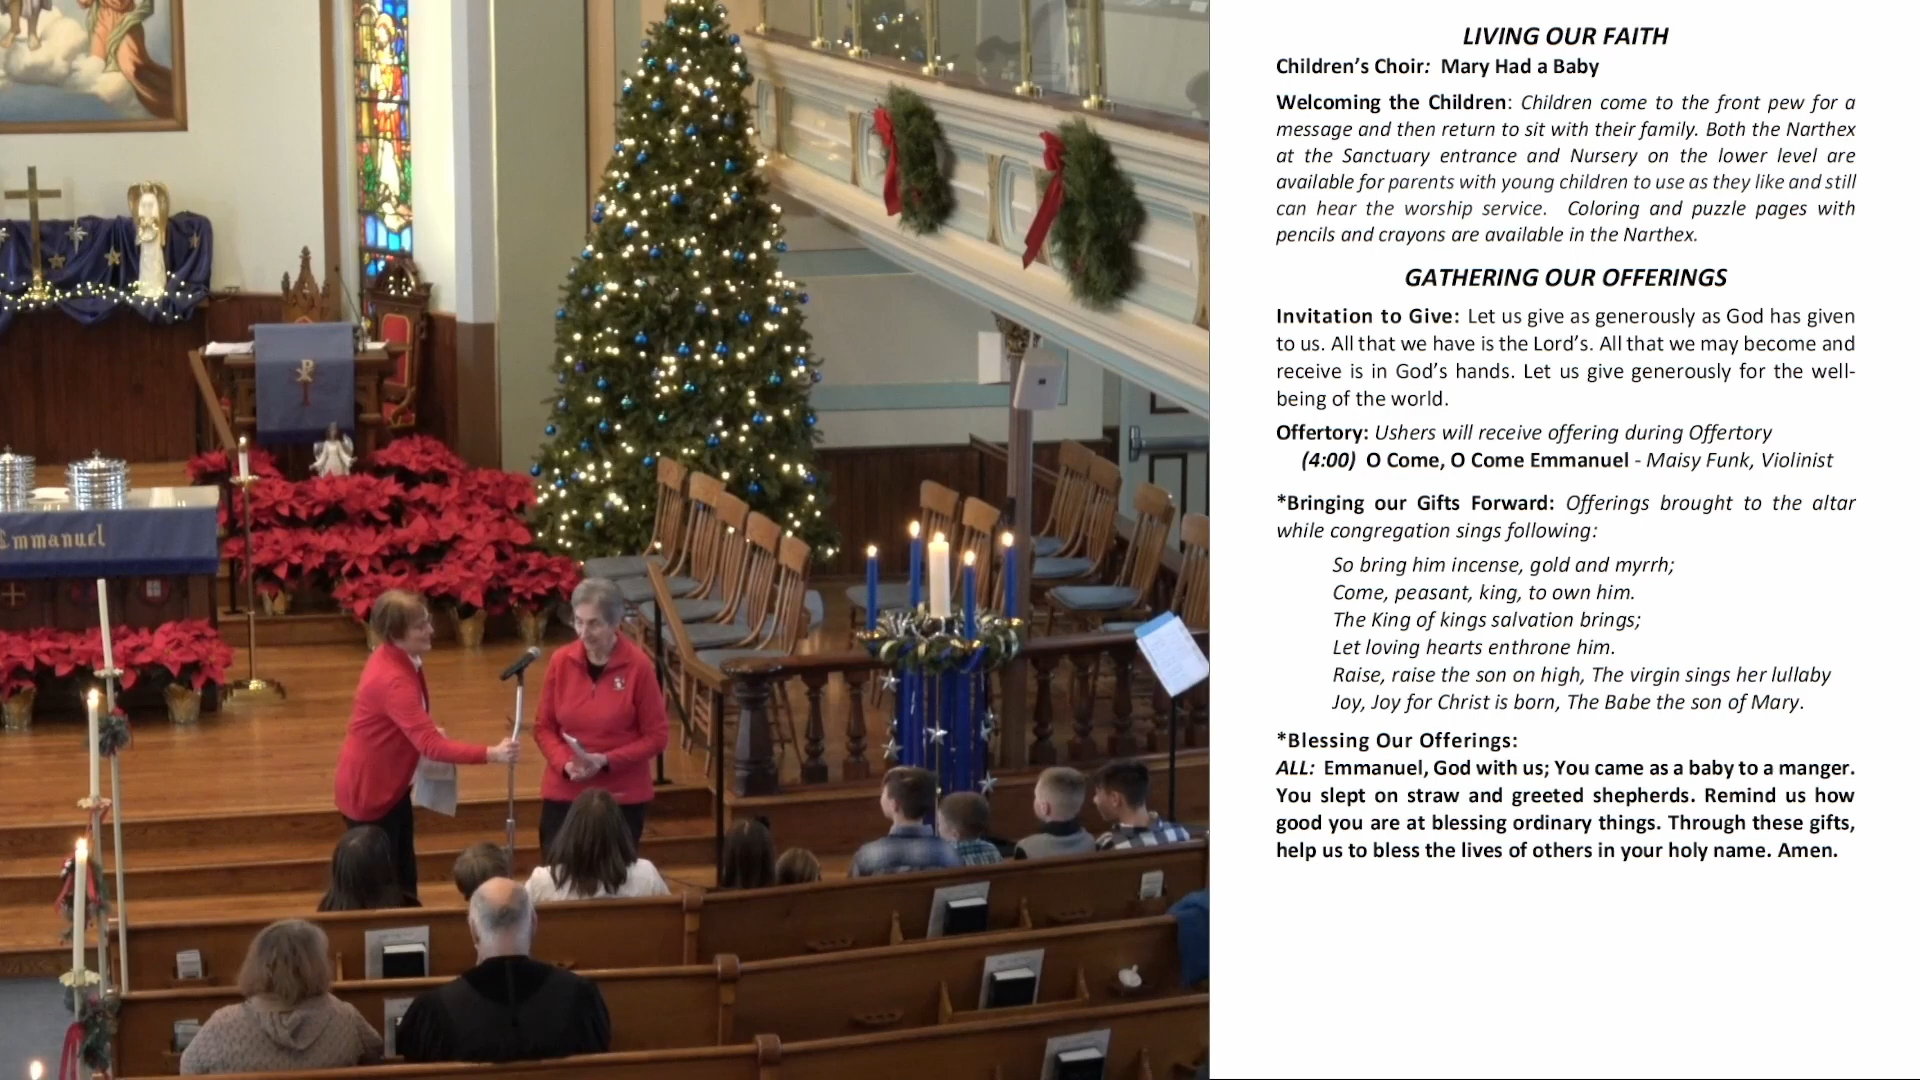 Emmanuel
LIVING OUR FAITH
Children's Choir: Mary Had a Baby
Welcoming the Children: Children come to the front pew for a
message and then return to sit with their family. Both the Narthex
at the Sanctuary entrance and Nursery on the lower level are
available for parents with young children to use as they like and still
can hear the worship service. Coloring and puzzle pages with
pencils and crayons are available in the Narthex.
GATHERING OUR OFFERINGS
Invitation to Give: Let us give as generously as God has given
to us. All that we have is the Lord's. All that we may become and
receive is in God's hands. Let us give generously for the well-
being of the world.
Offertory: Ushers will receive offering during Offertory
(4:00) O Come, O Come Emmanuel - Maisy Funk, Violinist
*Bringing our Gifts Forward: Offerings brought to the altar
while congregation sings following:
So bring him incense, gold and myrrh;
Come, peasant, king, to own him.
The King of kings salvation brings;
Let loving hearts enthrone him.
Raise, raise the son on high, The virgin sings her lullaby
Joy, Joy for Christ is born, The Babe the son of Mary.
*Blessing Our Offerings:
ALL: Emmanuel, God with us; You came as a baby to a manger.
You slept on straw and greeted shepherds. Remind us how
good you are at blessing ordinary things. Through these gifts,
help us to bless the lives of others in your holy name. Amen.